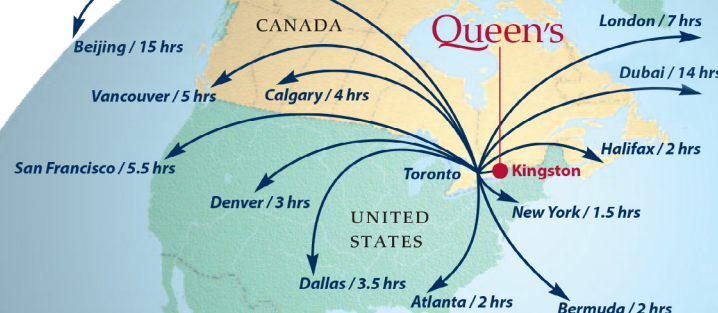 CANADA
Queen's
London / 7 hrs
Beijing / 15 hrs
Dubai / 14 hrs
Vancouver / 5 hrs
Calgary / 4 hrs
Halifax / 2 hrs
San Francisco / 5.5 hrs
Toronto
Kingston
Denver / 3 hrs
New York / 1.5 hrs
UNITED
STATES
Dallas / 3.5 hrs
Atlanta / 2 hrs
Bermuda / 2 hrs